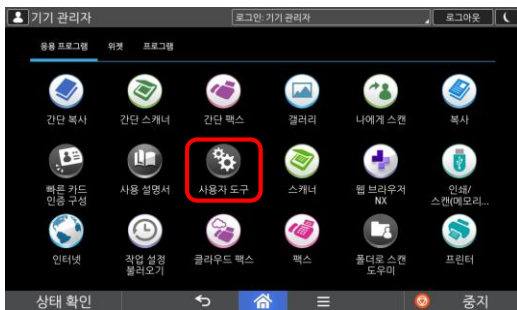 기기 관리자
로그인: 기기 관리자
로그아웃
응용 프로그램 위젯 프로그램
간단 복사 간단 스캐너 간단 팩스 갤러리 나에게 스캔 복사
빠른 카드 인증 구성
사용 설명서
사용자 도구
스캐너
웹 브라우저 NX
인쇄/
스캔(메모리...
인터넷
작업 설정
불러오기
클라우드 팩스
팩스
폴더로 스캔
도우미
프린터
상태 확인
중지